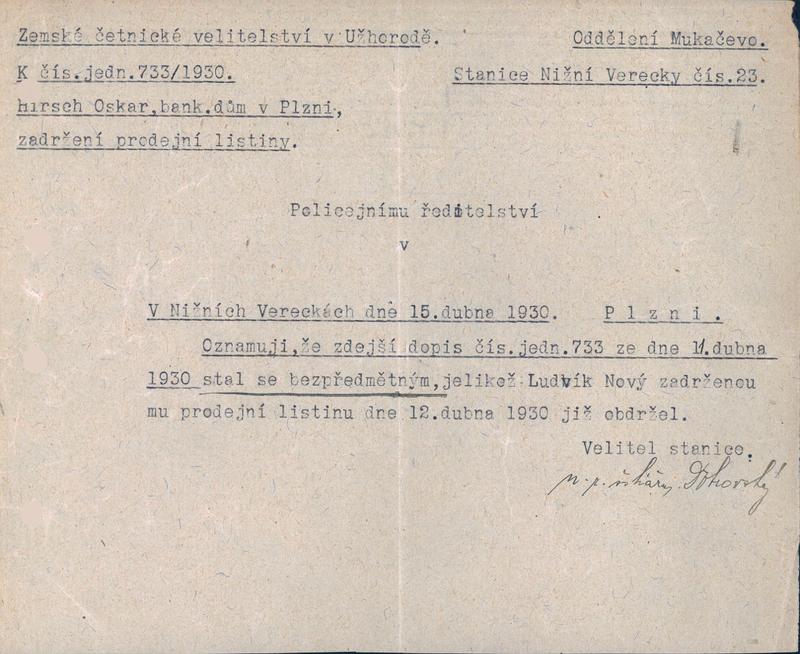 Zemské četnické velitelství v Užhorodě. Oddělení Mukačevo.
K čís.jedn.733/1930. Stanice Nižní Verecky čís.23.
hirsch Oskar,bank.dům v Plzni,
zadržení prodejní listiny.
Policejnímu ředitelství
v
V Nižních Vereckách dne 15.dubna 1930. P l z n i .
Oznamuji,že zdejší dopis čís.jedn.733 ze dne 11.dubna
1930 stal se bezpředmětným,jelikož Ludvík Nový zadrženou
mu prodejní listinu dne 12.dubna 1930 již obdržel.
Velitel stanice.